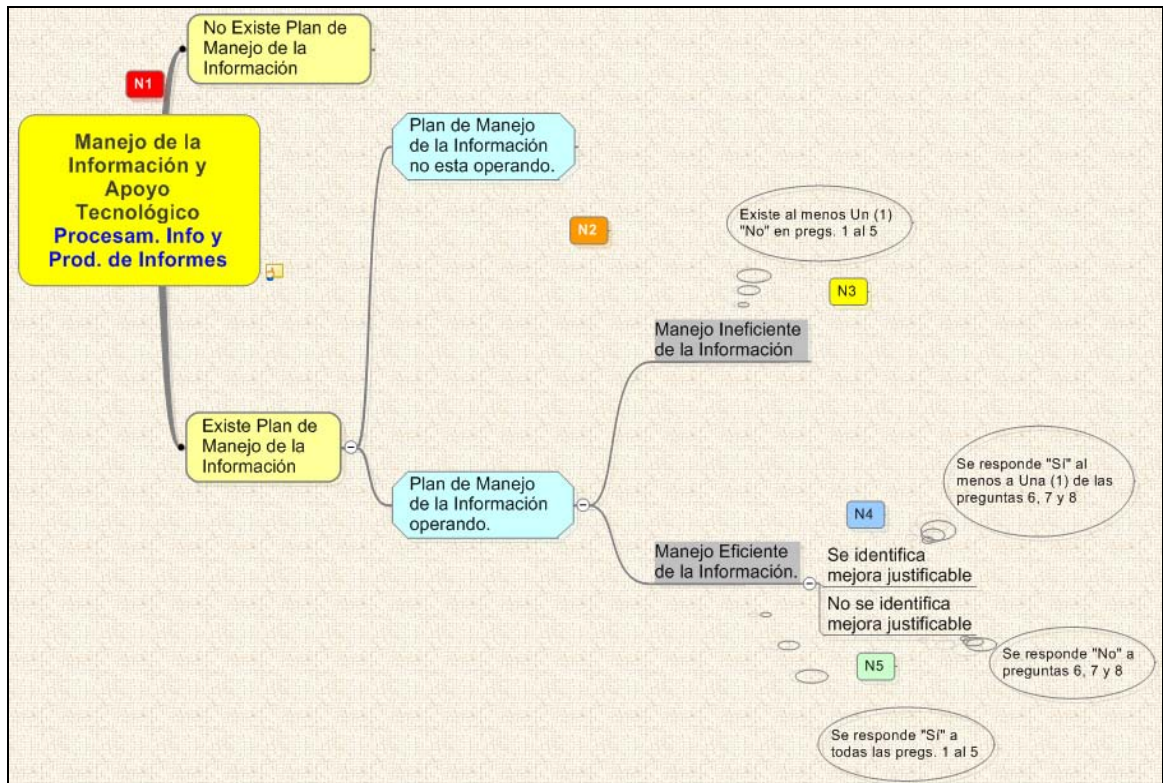 No Existe Plan de
Manejo de la
Información
N1
Manejo de la
Información y
Apoyo
Tecnológico
Procesam. Info y
Prod. de Informes
Plan de Manejo
de la Información
no esta operando.
N2
Existe al menos Un (1)
"No" en pregs. 1 al 5
N3
Manejo Ineficiente
de la Información
Existe Plan de
Manejo de la
Información
Plan de Manejo
de la Información
operando.
Se responde "Sí" al
menos a Una (1) de las
preguntas 6, 7 y 8
N4
Manejo Eficiente
de la Información.
Se identifica
mejora justificable
No se identifica
mejora justificable
Se responde "No" a
preguntas 6, 7 y 8
N5
Se responde "Sí" a
todas las pregs. 1 al 5